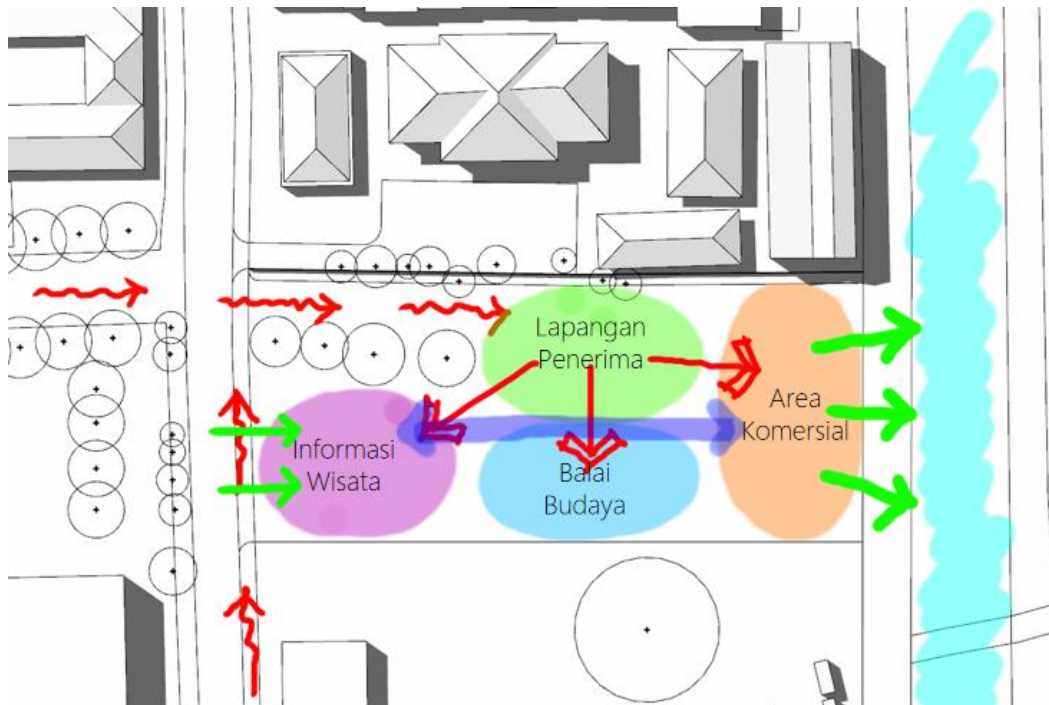 Lapangan
Penerima
Area
Komersial
Informasi
Wisata
Balai
Budaya